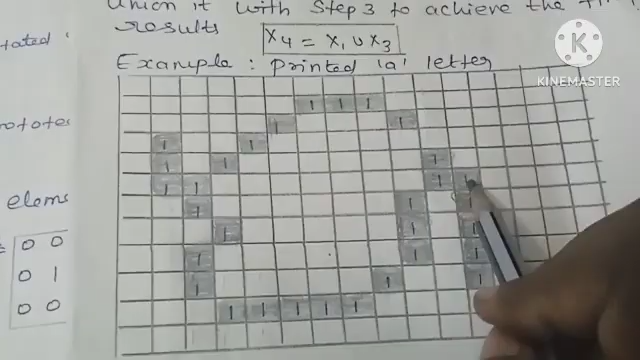 Union it with Step 3 to achieve the
results
X4 = X1 ∪ X3
Example : printed 'a' letter
K
KINEMASTER
elem
0 0
0 1
0 0
1 1 1
1 1
1 1
1 1 1
1 1 1 1
1 1 1
1 1 1
1 1 1
1 1 1
1 1 1 1 1